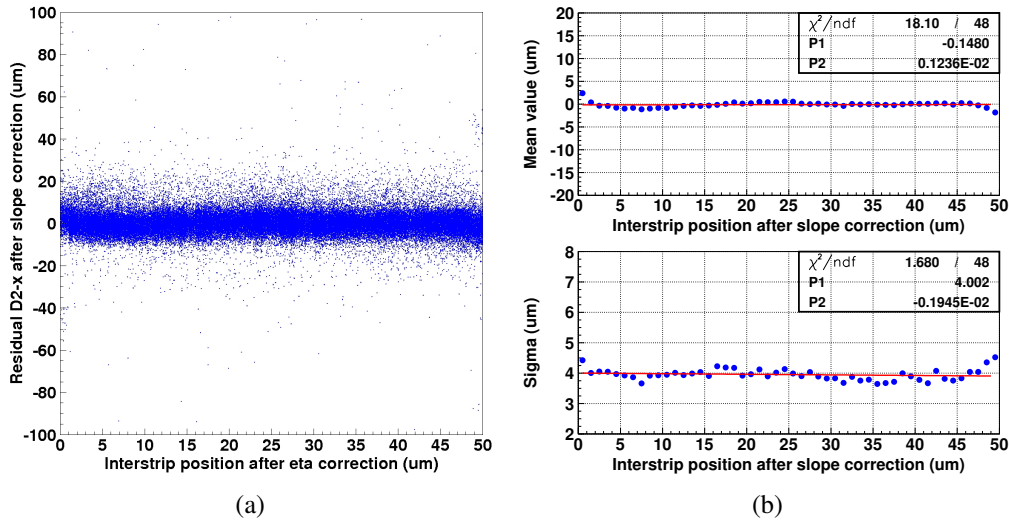 Residual D2-x after slope correction (um)
100
80
60
40
20
0
-20
-40
-60
-80
-100
0 5 10 15 20 25 30 35 40 45 50
Interstrip position after eta correction (um)
(a)
Mean value (um)
20
15
10
5
0
-5
-10
-15
-20
χ²/ndf 18.10 / 48
P1 -0.1480
P2 0.1236E-02
0 5 10 15 20 25 30 35 40 45 50
Interstrip position after slope correction (um)
Sigma (um)
8
7
6
5
4
3
2
χ²/ndf 1.680 / 48
P1 4.002
P2 -0.1945E-02
0 5 10 15 20 25 30 35 40 45 50
Interstrip position after slope correction (um)
(b)